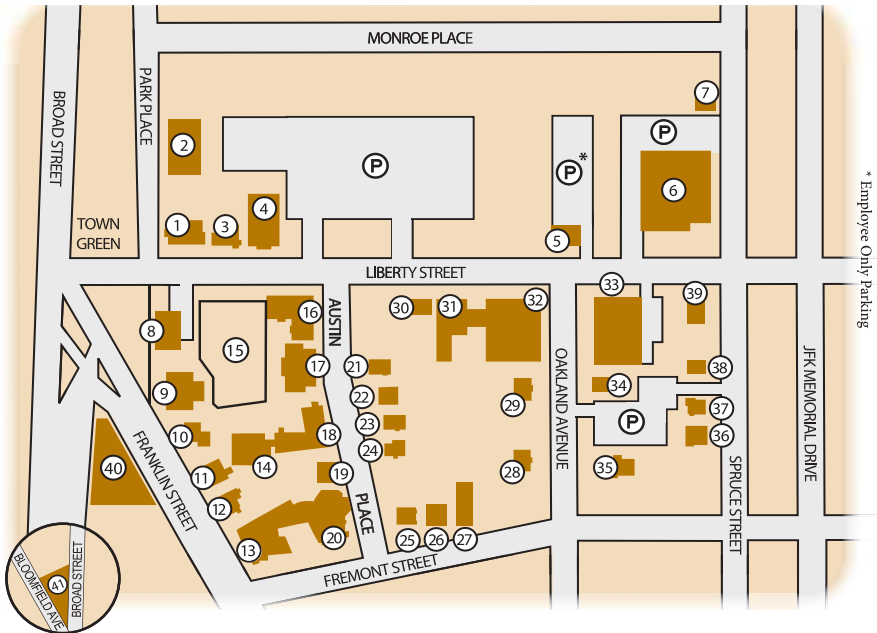 MONROE PLACE
BROAD STREET
PARK PLACE
7
P
2
P
P *
6
4
1
3
5
TOWN
GREEN
* Employee Only Parking
LIBERTY STREET
33
39
30
31
32
16
AUSTIN
8
15
17
21
38
9
22
29
34
OAKLAND AVENUE
JFK MEMORIAL DRIVE
37
10
23
18
P
36
24
FRANKLIN STREET
40
14
11
19
28
35
12
SPRUCE STREET
PLACE
20
25
26
27
13
FREMONT STREET
BLOOMFIELD AVE
41
BROAD STREET